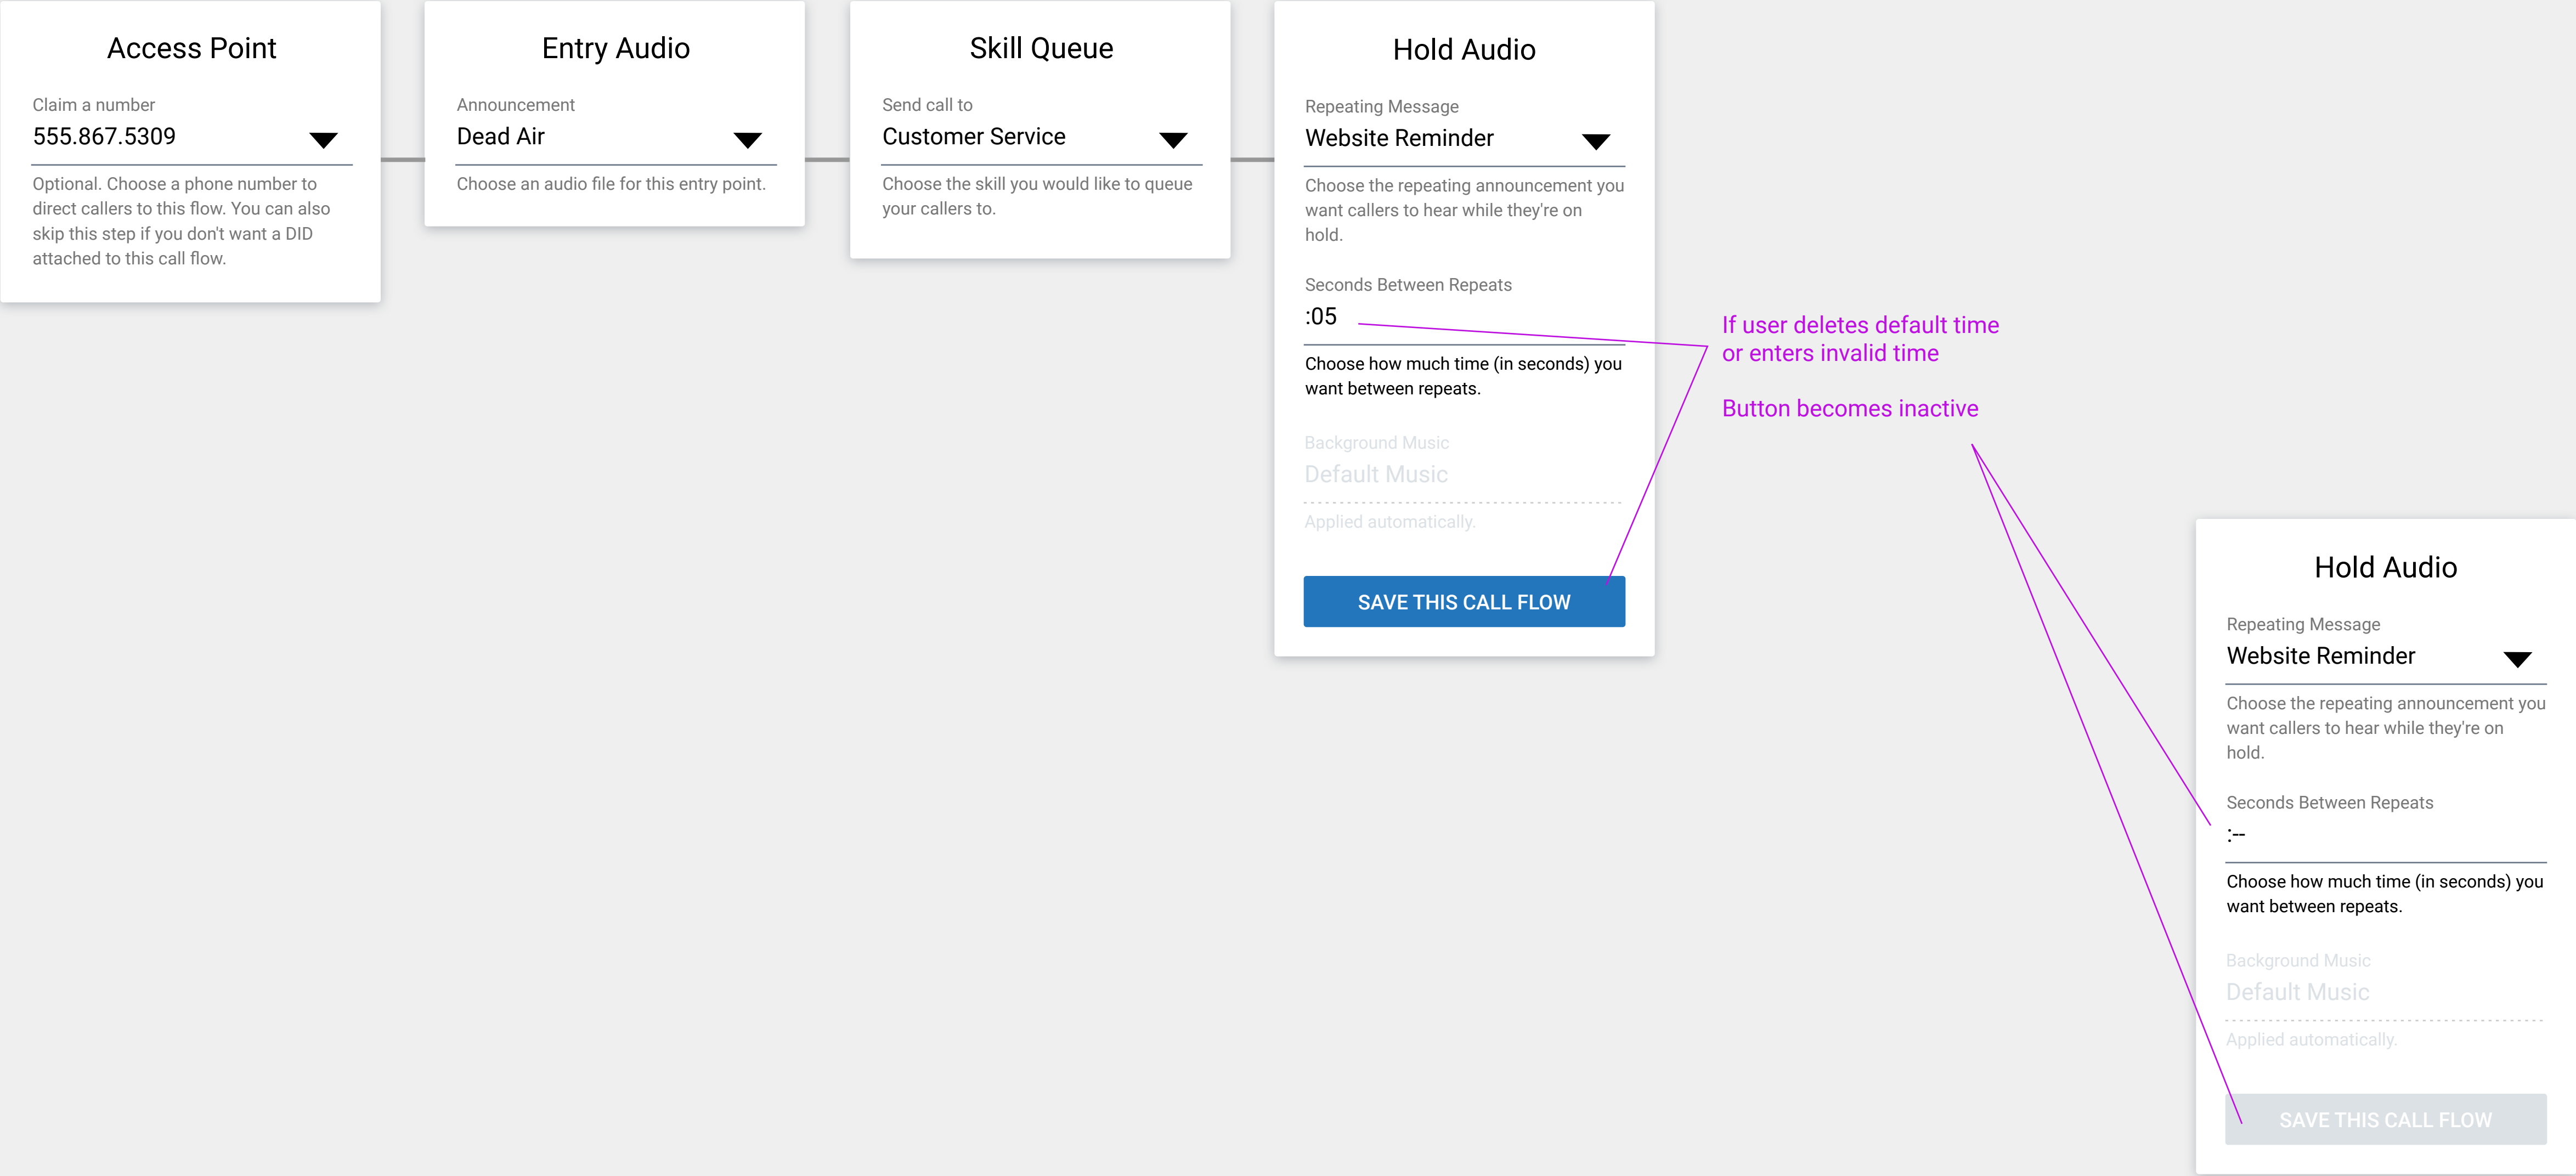 Access Point
Claim a number
555.867.5309
Optional. Choose a phone number to
direct callers to this flow. You can also
skip this step if you don't want a DID
attached to this call flow.
Entry Audio
Announcement
Dead Air
Choose an audio file for this entry point.
Skill Queue
Send call to
Customer Service
Choose the skill you would like to queue
your callers to.
Hold Audio
Repeating Message
Website Reminder
Choose the repeating announcement you
want callers to hear while they're on
hold.
Seconds Between Repeats
:05
Choose how much time (in seconds) you
want between repeats.
Background Music
Default Music
Applied automatically.
SAVE THIS CALL FLOW
If user deletes default time
or enters invalid time
Button becomes inactive
Hold Audio
Repeating Message
Website Reminder
Choose the repeating announcement you
want callers to hear while they're on
hold.
Seconds Between Repeats
:--
Choose how much time (in seconds) you
want between repeats.
Background Music
Default Music
Applied automatically.
SAVE THIS CALL FLOW